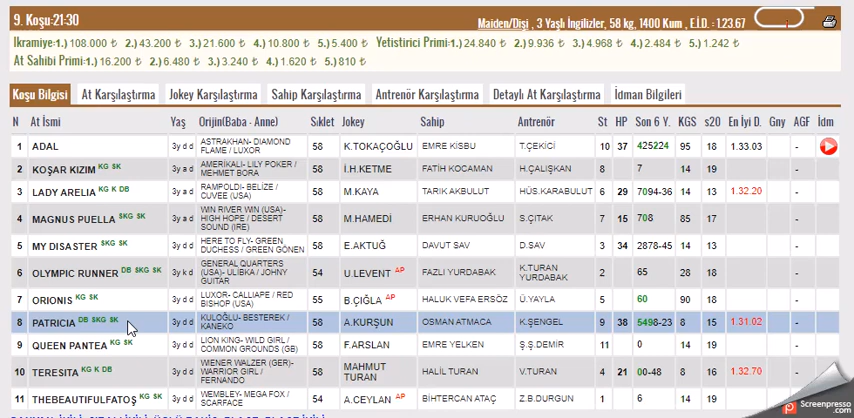 9. Koşu:21:30
Maiden/Dişi , 3 Yaşlı İngilizler, 58 kg, 1400 Kum , E.İ.D. : 1.23.67
İkramiye:1.) 108.000 ₺ 2.) 43.200 ₺ 3.) 21.600 ₺ 4.) 10.800 ₺ 5.) 5.400 ₺ Yetistirici Primi:1.) 24.840 ₺ 2.) 9.936 ₺ 3.) 4.968 ₺ 4.) 2.484 ₺ 5.) 1.242 ₺
At Sahibi Primi:1.) 16.200 ₺ 2.) 6.480 ₺ 3.) 3.240 ₺ 4.) 1.620 ₺ 5.) 810 ₺
Koşu Bilgisi At Karşılaştırma Jokey Karşılaştırma Sahip Karşılaştırma Antrenör Karşılaştırma Detaylı At Karşılaştırma İdman Bilgileri
N At İsmi Yaş Orijin(Baba - Anne) Sıklet Jokey Sahip Antrenör St HP Son 6 Y. KGS s20 En İyi D. Gny AGF İdm
1 ADAL 3y d d ASTRAKHAN- DIAMOND FLAME / LUXOR 58 K.TOKAÇOĞLU EMRE KİSBU T.ÇEKİCİ 10 37 425224 95 18 1.33.03 -
2 KOŞAR KIZIM KG SK 3y a d AMERİKALI- LILY POKER / MEHMET BORA 58 İ.H.KETME FATİH KOCAMAN H.ÇALIŞKAN 8 7 14 19 -
3 LADY ARELIA KG K DB 3y a d RAMPOLDI- BELIZE / CUVEE (USA) 58 M.KAYA TARIK AKBULUT HÜS.KARABULUT 6 29 7094-36 14 13 1.32.20 -
4 MAGNUS PUELLA SKG SK 3y a d WIN RIVER WIN (USA)- HIGH HOPE / DESERT SOUND (IRE) 58 M.HAMEDİ ERHAN KURUOĞLU S.ÇITAK 7 15 708 85 17 -
5 MY DISASTER SKG SK 3y d d HERE TO FLY- GREEN DUCHESS / GREEN GÖNEN 58 E.AKTUĞ DAVUT SAV D.SAV 3 34 2878-45 14 13 -
6 OLYMPIC RUNNER DB SKG SK 3y k d GENERAL QUARTERS (USA)- ULİBKA / JOHNY GUITAR 54 U.LEVENT AP FAZLI YURDABAK K.TURAN YURDABAK 2 65 28 18 -
7 ORIONIS KG SK 3y d d LUXOR- CALLIAPE / RED BISHOP (USA) 55 B.ÇIĞLA AP HALUK VEFA ERSÖZ Ü.YAYLA 5 60 90 18 -
8 PATRICIA DB SKG SK 3y d d KULOĞLU- BESTEREK / KANEKO 58 A.KURŞUN OSMAN ATMACA K.ŞENGEL 9 38 5498-23 8 15 1.31.02 -
9 QUEEN PANTEA KG SK 3y d d LION KING- WILD GIRL / COMMON GROUNDS (GB) 58 F.ARSLAN EMRE YELKEN Ş.Ş.DEMİR 11 0 14 19 -
10 TERESITA KG K DB 3y d d WIENER WALZER (GER)- WARRIOR GIRL / FERNANDO 58 MAHMUT TURAN HALİL TURAN V.TURAN 4 21 00-48 8 16 1.32.70 -
11 THEBEAUTIFULFATOŞ KG SK 3y d d WEMBLEY- MEGA FOX / SCARFACE 54 A.CEYLAN AP BİHTERCAN ATAÇ Z.B.DURGUN 1 6 14 19 -
Screenpresso
.com